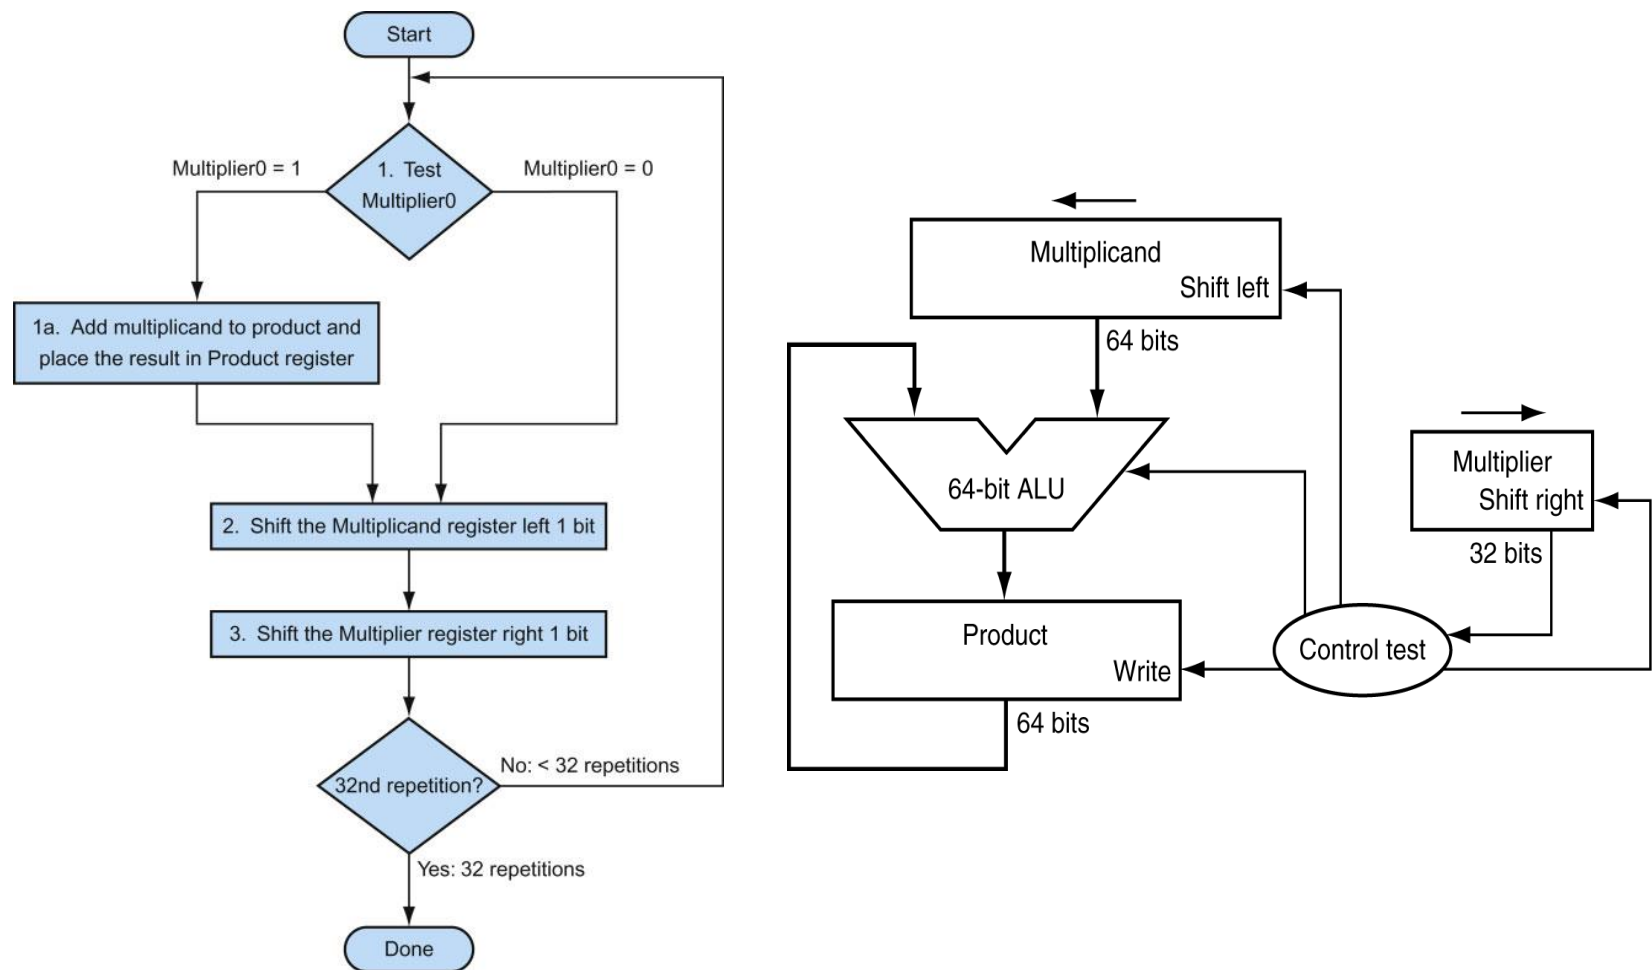 Start
Multiplier0 = 1
1. Test
Multiplier0
Multiplier0 = 0
1a. Add multiplicand to product and
place the result in Product register
2. Shift the Multiplicand register left 1 bit
3. Shift the Multiplier register right 1 bit
32nd repetition?
No: < 32 repetitions
Yes: 32 repetitions
Done
Multiplicand
Shift left
64 bits
64-bit ALU
Multiplier
Shift right
32 bits
Product
Write
64 bits
Control test